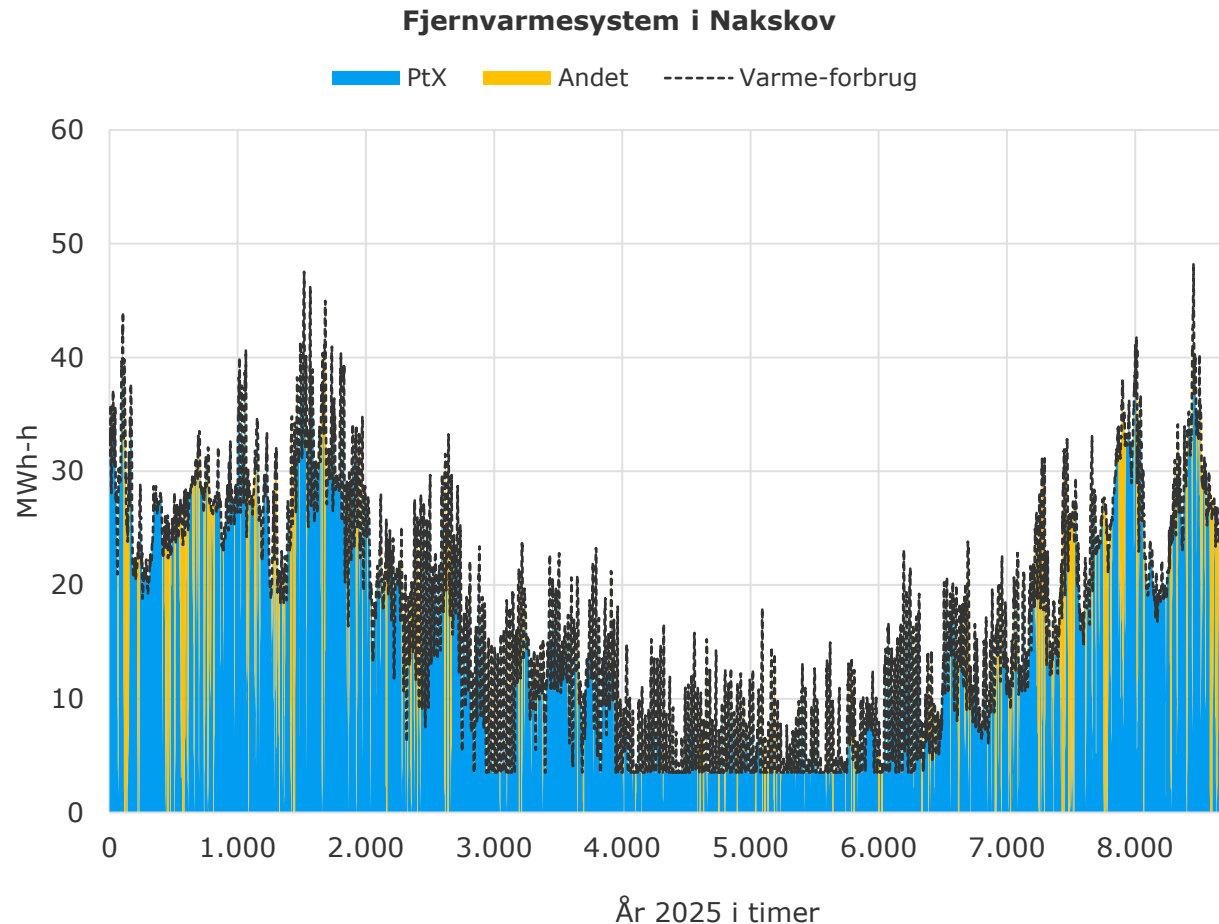 Fjernvarmesystem i Nakskov
PtX Andet Varme-forbrug
60
50
40
30
20
10
0
MWh-h
0 1.000 2.000 3.000 4.000 5.000 6.000 7.000 8.000
År 2025 i timer